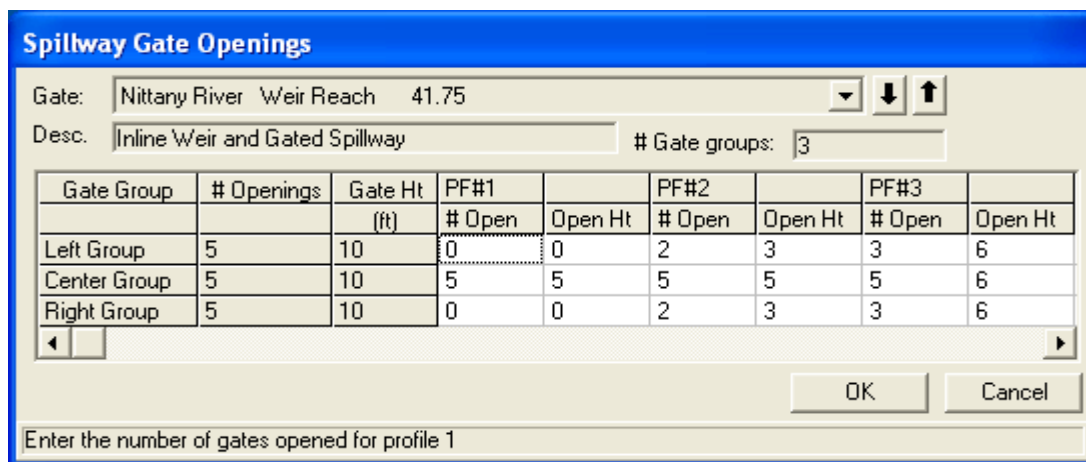 Spillway Gate Openings
Gate: Nittany River Weir Reach 41.75
Desc. Inline Weir and Gated Spillway # Gate groups: 3
Gate Group # Openings Gate Ht PF#1 PF#2 PF#3
(ft) # Open Open Ht # Open Open Ht # Open Open Ht
Left Group 5 10 0 0 2 3 3 6
Center Group 5 10 5 5 5 5 5 6
Right Group 5 10 0 0 2 3 3 6
OK Cancel
Enter the number of gates opened for profile 1